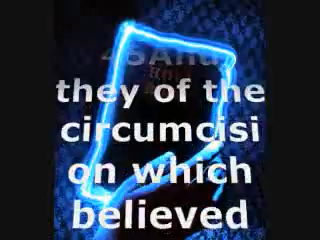 45And
they of the
circumcisi
on which
believed